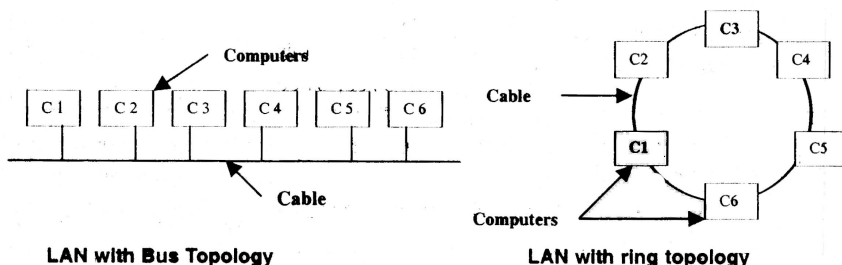 Computers
C 1 C 2 C 3 C 4 C 5 C 6
Cable
LAN with Bus Topology
C3
C2
C4
Cable
C1
C5
C6
Computers
LAN with ring topology